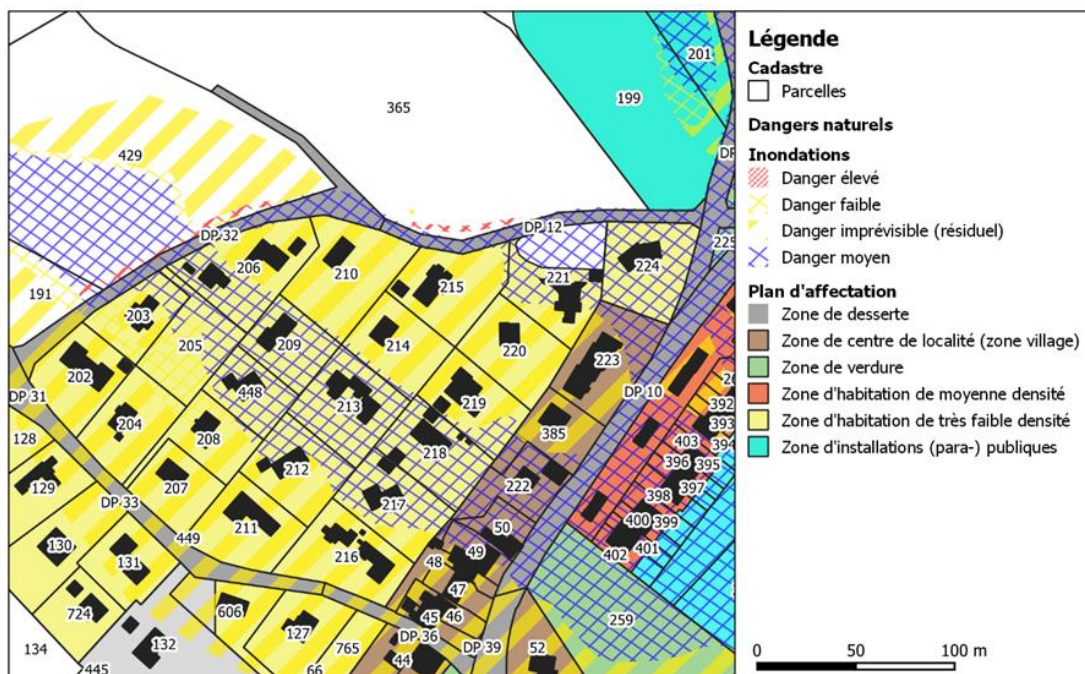 201
199
365
429
DP
DP 12
DP 32
225
206
210
221
224
191
215
203
205
209
214
220
223
DP 10
202
448
213
219
392
DP 31
204
208
385
393
128
218
403
394
212
396
395
129
207
222
397
217
398
DP 33
211
50
400
399
449
216
49
401
130
131
48
402
47
724
606
45
46
259
127
132
DP 36
134
765
DP 39
44
52
445
66
Légende
Cadastre
Parcelles
Dangers naturels
Inondations
Danger élevé
Danger faible
Danger imprévisible (résiduel)
Danger moyen
Plan d'affectation
Zone de desserte
Zone de centre de localité (zone village)
Zone de verdure
Zone d'habitation de moyenne densité
Zone d'habitation de très faible densité
Zone d'installations (para-) publiques
0 50 100 m